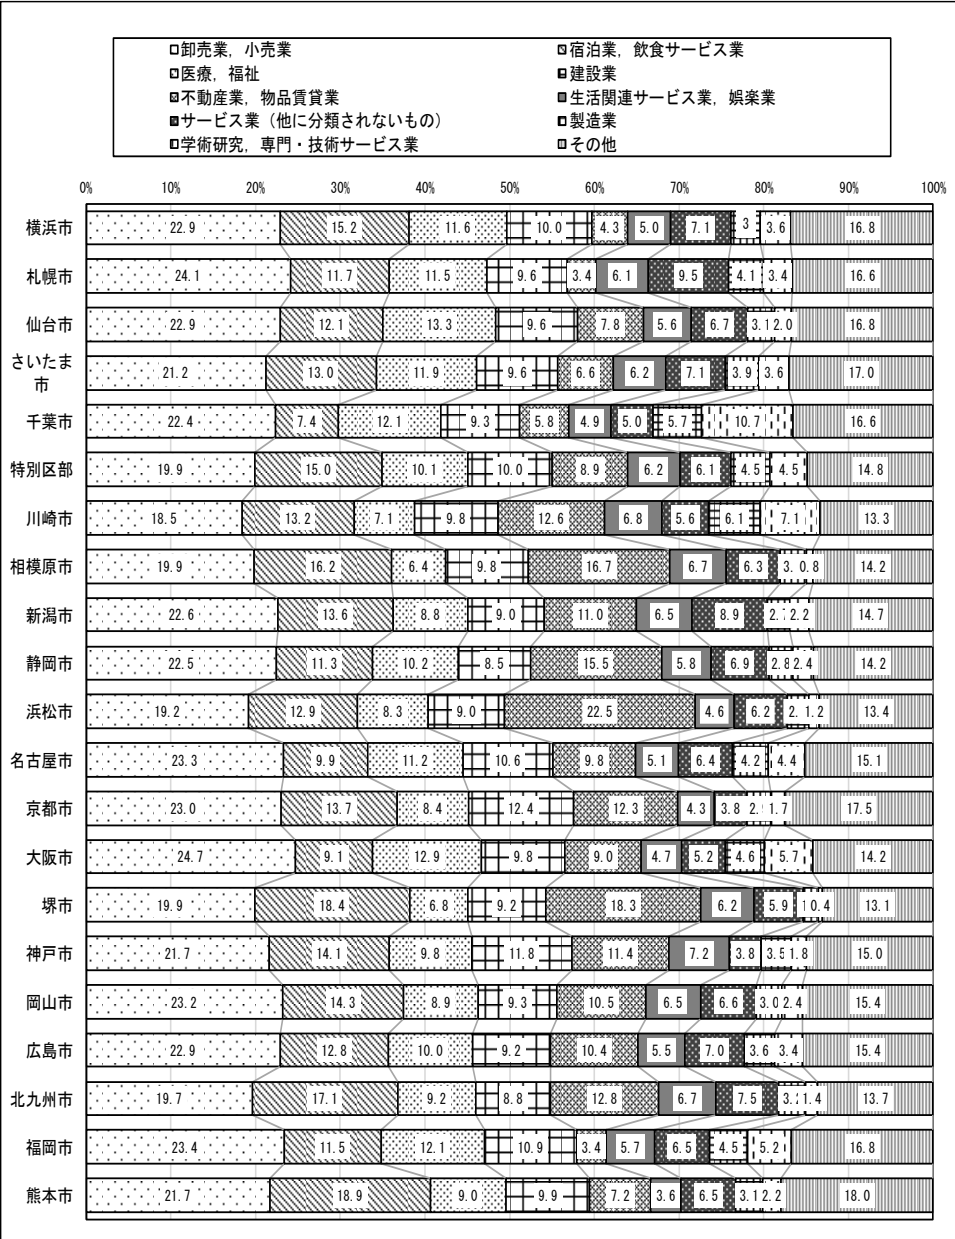 卸売業，小売業 宿泊業，飲食サービス業
医療，福祉 建設業
不動産業，物品賃貸業 生活関連サービス業，娯楽業
サービス業（他に分類されないもの） 製造業
学術研究，専門・技術サービス業 その他
0% 10% 20% 30% 40% 50% 60% 70% 80% 90% 100%
横浜市 22.9 15.2 11.6 10.0 4.3 5.0 7.1 3 3.6 16.8
札幌市 24.1 11.7 11.5 9.6 3.4 6.1 9.5 4.1 3.4 16.6
仙台市 22.9 12.1 13.3 9.6 7.8 5.6 6.7 3.1 2.0 16.8
さいたま
市 21.2 13.0 11.9 9.6 6.6 6.2 7.1 3.9 3.6 17.0
千葉市 22.4 7.4 12.1 9.3 5.8 4.9 5.0 5.7 10.7 16.6
特別区部 19.9 15.0 10.1 10.0 8.9 6.2 6.1 4.5 4.5 14.8
川崎市 18.5 13.2 7.1 9.8 12.6 6.8 5.6 6.1 7.1 13.3
相模原市 19.9 16.2 6.4 9.8 16.7 6.7 6.3 3.0 0.8 14.2
新潟市 22.6 13.6 8.8 9.0 11.0 6.5 8.9 2. 2.2 14.7
静岡市 22.5 11.3 10.2 8.5 15.5 5.8 6.9 2.8 2.4 14.2
浜松市 19.2 12.9 8.3 9.0 22.5 4.6 6.2 2. 1.2 13.4
名古屋市 23.3 9.9 11.2 10.6 9.8 5.1 6.4 4.2 4.4 15.1
京都市 23.0 13.7 8.4 12.4 12.3 4.3 3.8 2. 1.7 17.5
大阪市 24.7 9.1 12.9 9.8 9.0 4.7 5.2 4.6 5.7 14.2
堺市 19.9 18.4 6.8 9.2 18.3 6.2 5.9 0.4 13.1
神戸市 21.7 14.1 9.8 11.8 11.4 7.2 3.8 3.5 1.8 15.0
岡山市 23.2 14.3 8.9 9.3 10.5 6.5 6.6 3.0 2.4 15.4
広島市 22.9 12.8 10.0 9.2 10.4 5.5 7.0 3.6 3.4 15.4
北九州市 19.7 17.1 9.2 8.8 12.8 6.7 7.5 3. 1.4 13.7
福岡市 23.4 11.5 12.1 10.9 3.4 5.7 6.5 4.5 5.2 16.8
熊本市 21.7 18.9 9.0 9.9 7.2 3.6 6.5 3.1 2.2 18.0